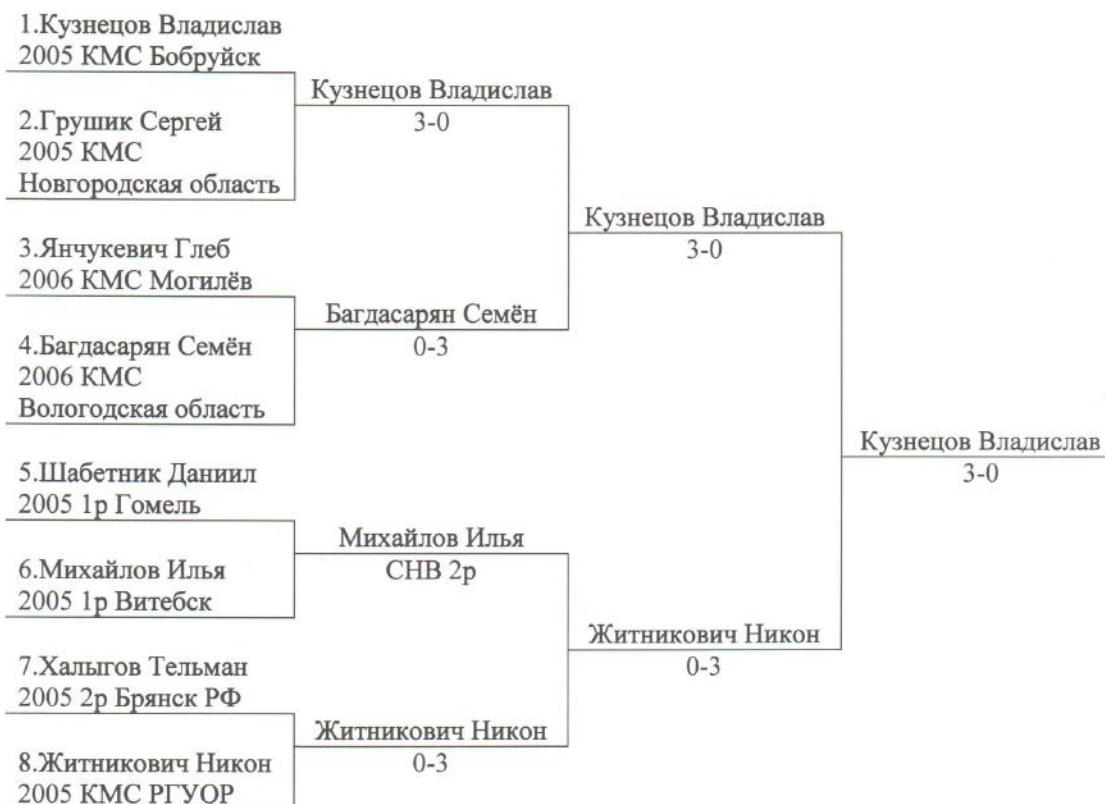 1.Кузнецов Владислав
2005 КМС Бобруйск
Кузнецов Владислав
3-0
2.Грушик Сергей
2005 КМС
Новгородская область
Кузнецов Владислав
3-0
3.Янчукевич Глеб
2006 КМС Могилёв
Багдасарян Семён
0-3
4.Багдасарян Семён
2006 КМС
Вологодская область
Кузнецов Владислав
3-0
5.Шабетник Даниил
2005 1р Гомель
Михайлов Илья
СНВ 2р
6.Михайлов Илья
2005 1р Витебск
Житникович Никон
0-3
7.Халыгов Тельман
2005 2р Брянск РФ
Житникович Никон
0-3
8.Житникович Никон
2005 КМС РГУОР